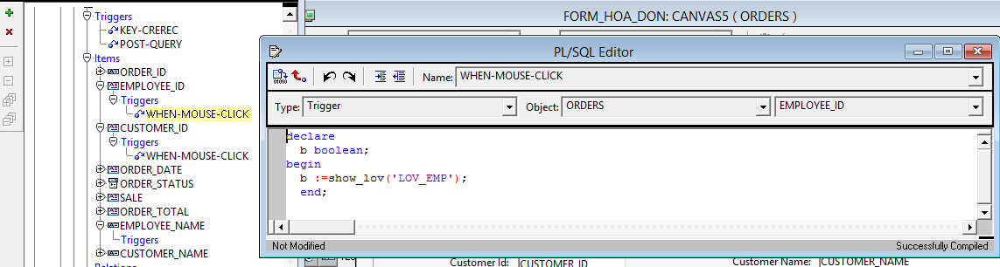 Triggers
KEY-CREREC
POST-QUERY
Items
ORDER_ID
EMPLOYEE_ID
Triggers
WHEN-MOUSE-CLICK
CUSTOMER_ID
Triggers
WHEN-MOUSE-CLICK
ORDER_DATE
ORDER_STATUS
SALE
ORDER_TOTAL
EMPLOYEE_NAME
Triggers
CUSTOMER_NAME
Relations
FORM_HOA_DON: CANVAS5 ( ORDERS )
PL/SQL Editor
Name: WHEN-MOUSE-CLICK
Type: Trigger Object: ORDERS EMPLOYEE_ID
declare
b boolean;
begin
b :=show_lov('LOV_EMP');
end;
Not Modified Successfully Compiled
Customer Id: CUSTOMER_ID Customer Name: CUSTOMER_NAME